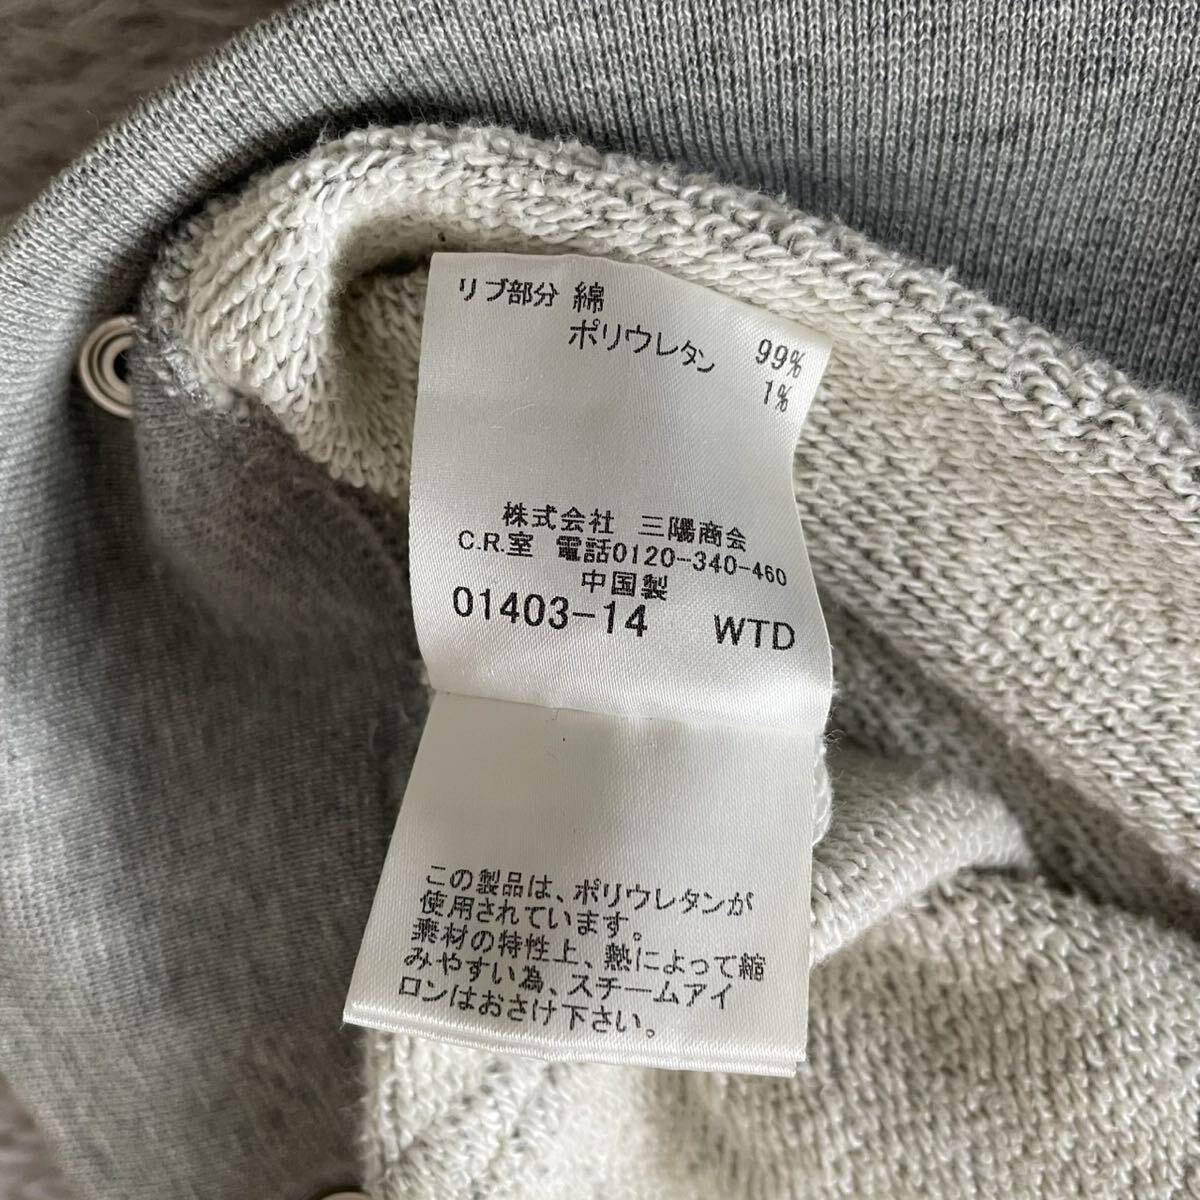 リブ部分 綿 99%
ポリウレタン 1%
株式会社 三陽商会
C.R.室 電話0120-340-460
中国製
01403-14 WTD
この製品は、ポリウレタンが
使用されています。
素材の特性上、熱によって縮
みやすい為、スチームアイ
ロンはおさけ下さい。